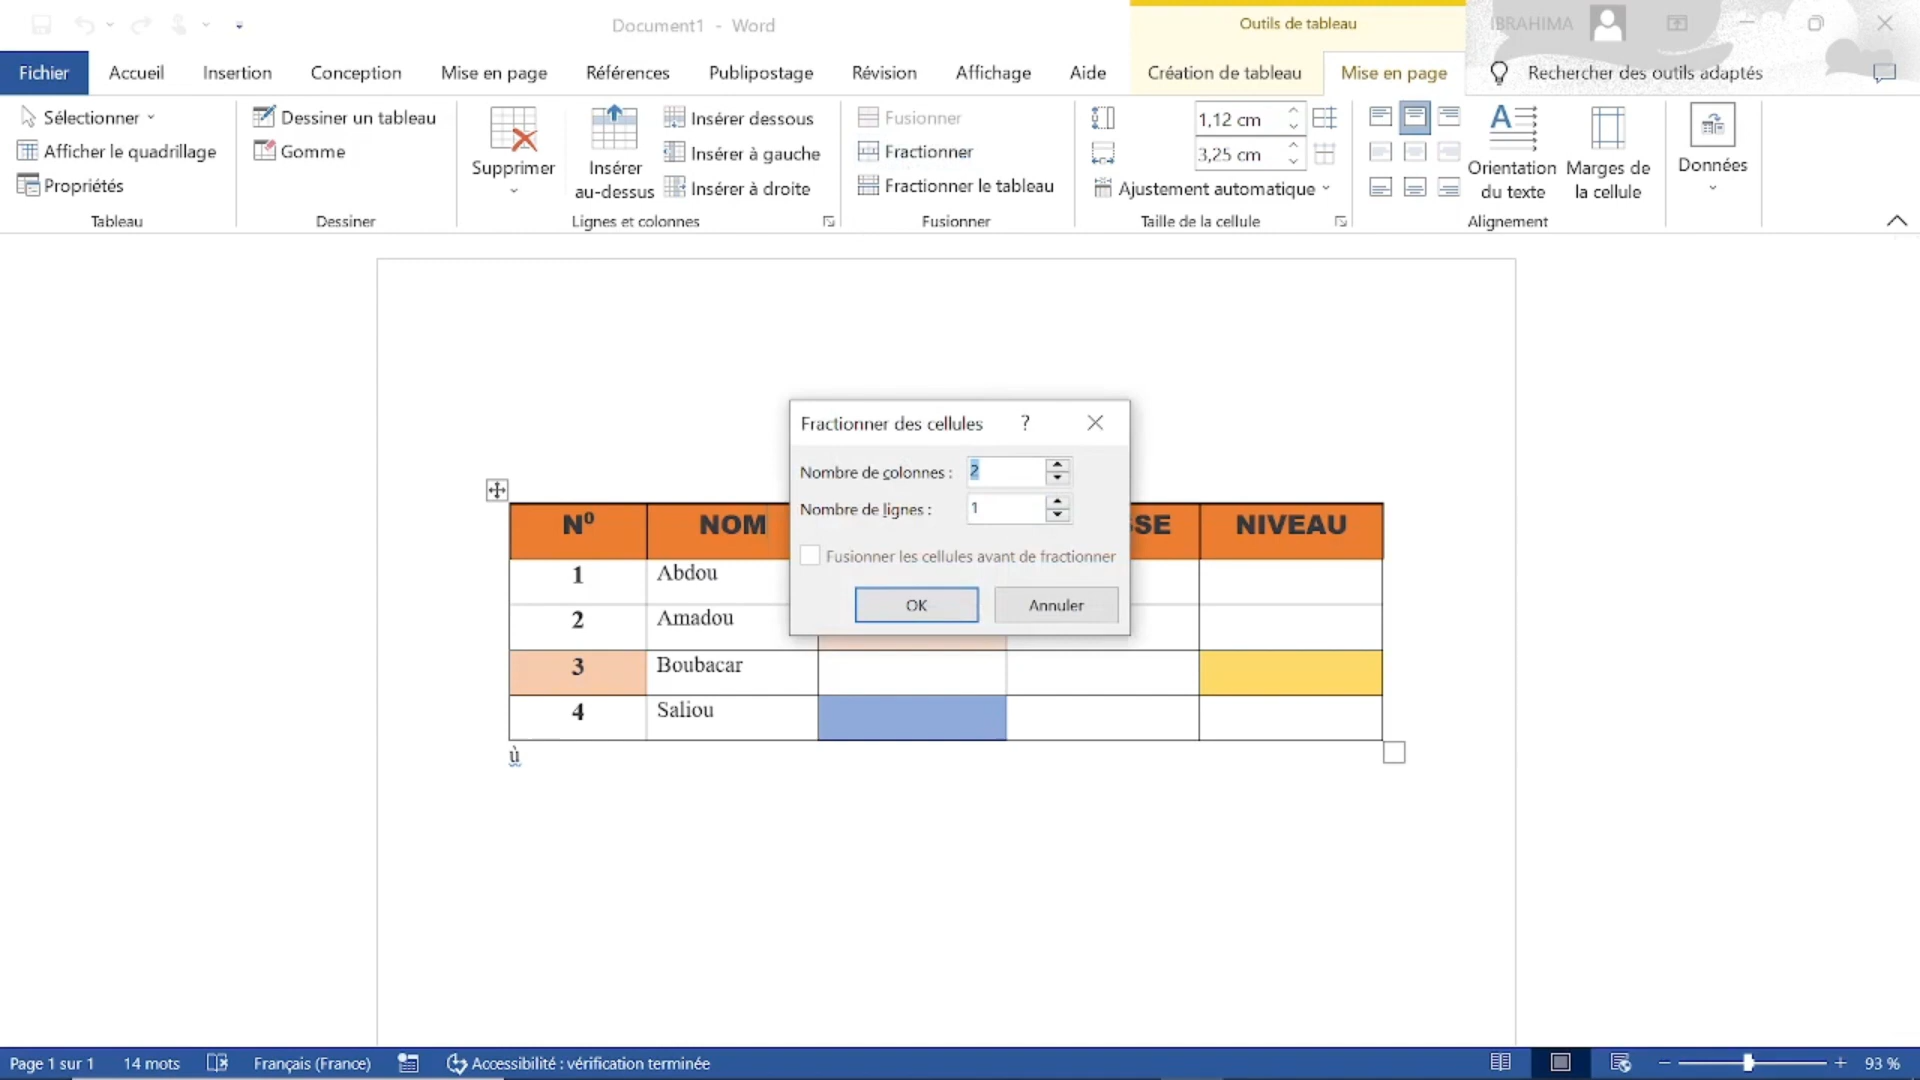 Document1 - Word
Outils de tableau
IBRAHIMA
Fichier
Accueil
Insertion
Conception
Mise en page
Références
Publipostage
Révision
Affichage
Aide
Création de tableau
Mise en page
Rechercher des outils adaptés
Sélectionner
Afficher le quadrillage
Propriétés
Tableau
Dessiner un tableau
Gomme
Dessiner
Supprimer
Insérer
au-dessus
Insérer dessous
Insérer à gauche
Insérer à droite
Lignes et colonnes
Fusionner
Fractionner
Fractionner le tableau
Fusionner
1,12 cm
3,25 cm
Ajustement automatique
Taille de la cellule
Orientation
du texte
Marges de
la cellule
Alignement
Données
Fractionner des cellules ?
Nombre de colonnes : 2
Nombre de lignes : 1
Fusionner les cellules avant de fractionner
OK Annuler
N⁰ NOM SSE NIVEAU
1 Abdou
2 Amadou
3 Boubacar
4 Saliou
ù
Page 1 sur 1
14 mots
Français (France)
Accessibilité : vérification terminée
93 %